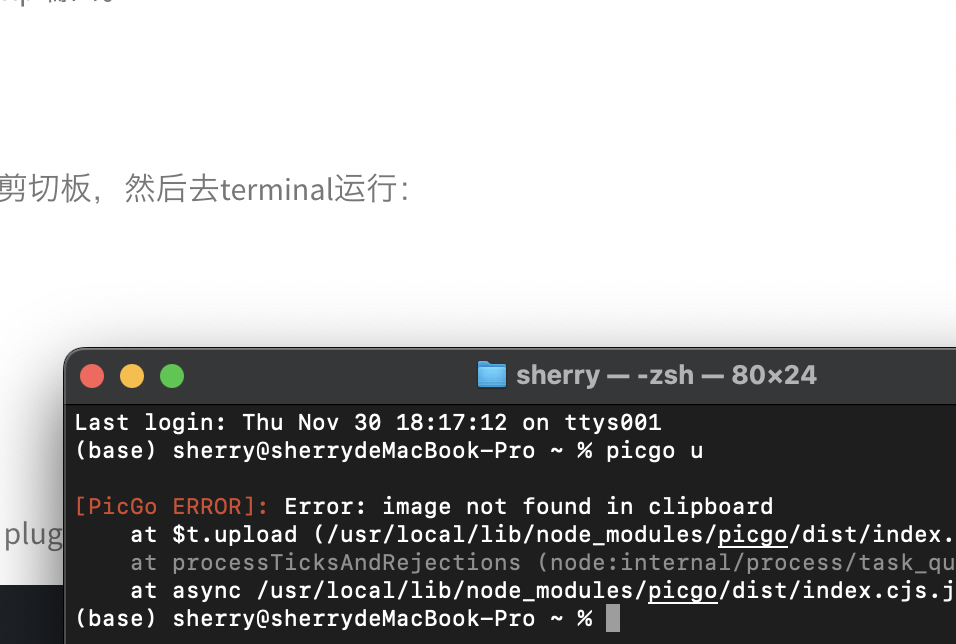 剪切板，然后去terminal运行：
sherry — -zsh — 80×24
Last login: Thu Nov 30 18:17:12 on ttys001
(base) sherry@sherrydeMacBook-Pro ~ % picgo u
[PicGo ERROR]: Error: image not found in clipboard
at $t.upload (/usr/local/lib/node_modules/picgo/dist/index.
plug
at processTicksAndRejections (node:internal/process/task_qu
at async /usr/local/lib/node_modules/picgo/dist/index.cjs.j
(base) sherry@sherrydeMacBook-Pro ~ %